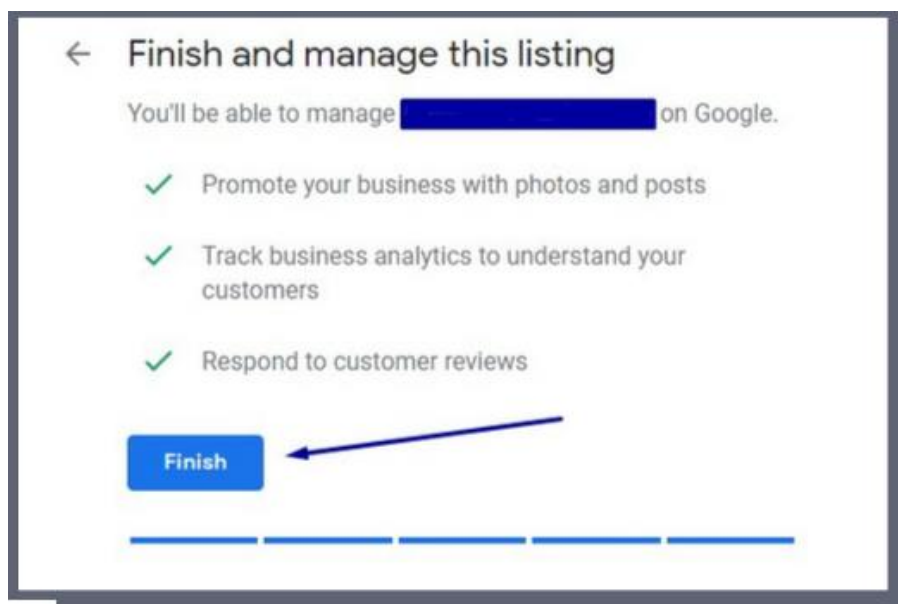 Finish and manage this listing
You'll be able to manage on Google.
Promote your business with photos and posts
Track business analytics to understand your
customers
Respond to customer reviews
Finish